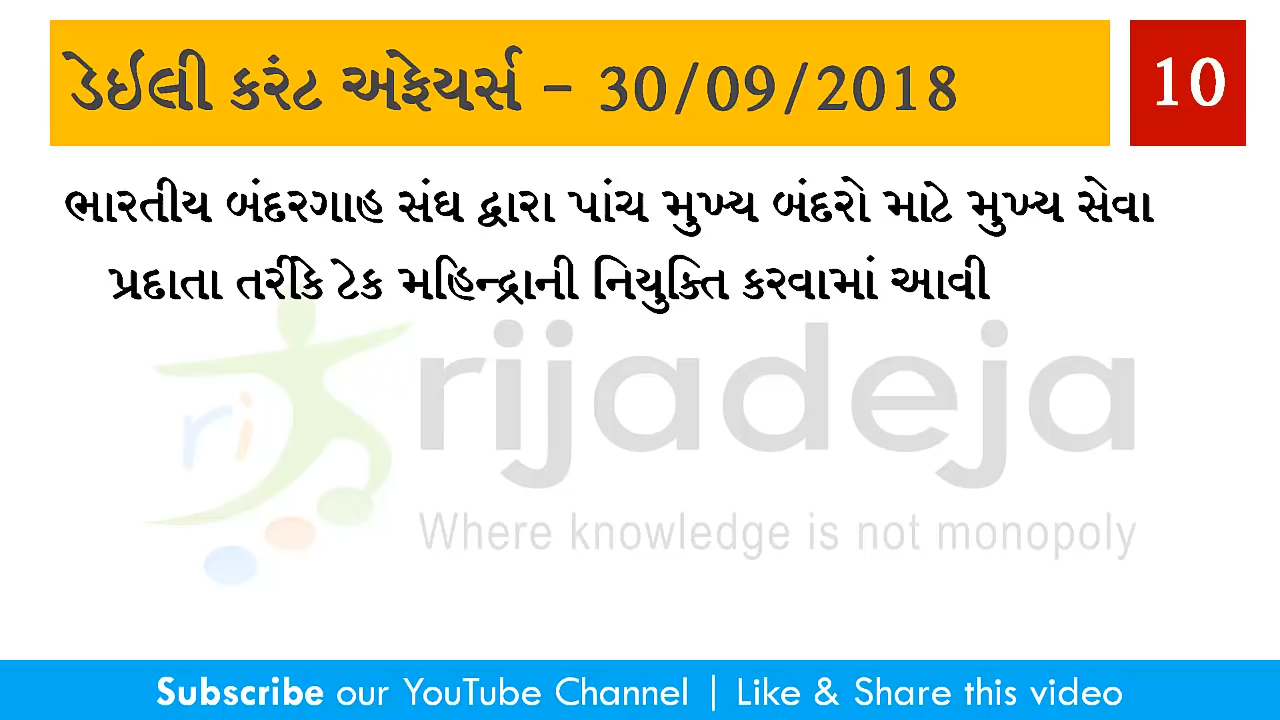 ડેઈલી કરંટ અફેયર્સ – 30/09/2018
10
ભારતીય બંદરગાહ સંઘ દ્વારા પાંચ મુખ્ય બંદરો માટે મુખ્ય સેવા
પ્રદાતા તરીકે ટેક મહિન્દ્રાની નિયુક્તિ કરવામાં આવી
ri
rijadeja
Where knowledge is not monopoly
Subscribe our YouTube Channel | Like & Share this video